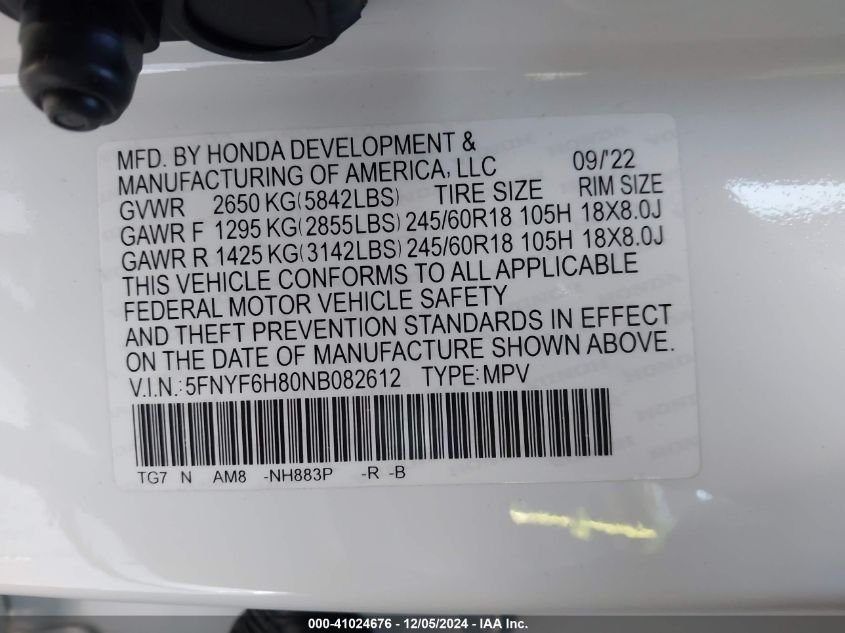 MFD. BY HONDA DEVELOPMENT &
MANUFACTURING OF AMERICA, LLC 09/'22
GVWR 2650 KG(5842LBS) TIRE SIZE RIM SIZE
GAWR F 1295 KG(2855LBS) 245/60R18 105H 18X8.0J
GAWR R 1425 KG(3142LBS) 245/60R18 105H 18X8.0J
THIS VEHICLE CONFORMS TO ALL APPLICABLE
FEDERAL MOTOR VEHICLE SAFETY
AND THEFT PREVENTION STANDARDS IN EFFECT
ON THE DATE OF MANUFACTURE SHOWN ABOVE.
V.I.N.: 5FNYF6H80NB082612 TYPE: MPV
TG7 N AM8 -NH883P -R -B
000-41024676 - 12/05/2024 - IAA Inc.